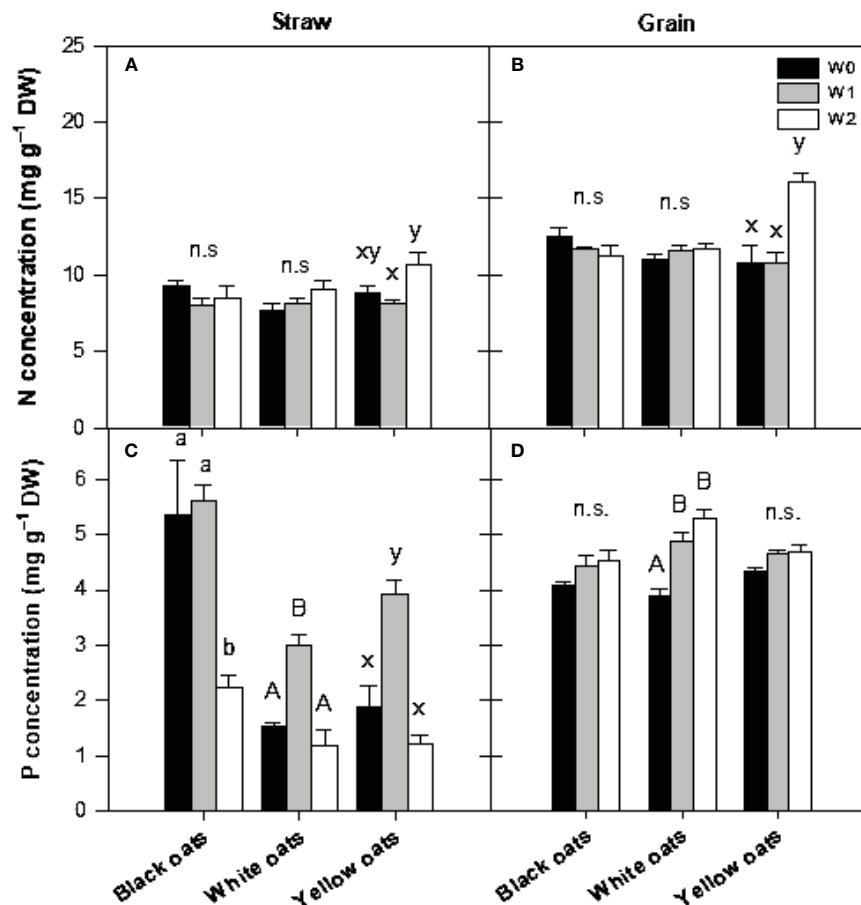 Straw
Grain
N concentration (mg g⁻¹ DW)
25
20
15
10
5
0
A
n.s
n.s
xy
x
y
B
W0
W1
W2
n.s
n.s
x
x
y
P concentration (mg g⁻¹ DW)
6
5
4
3
2
1
0
C
a
a
b
A
B
A
x
y
x
D
n.s.
A
B
B
n.s.
Black oats
White oats
Yellow oats
Black oats
White oats
Yellow oats